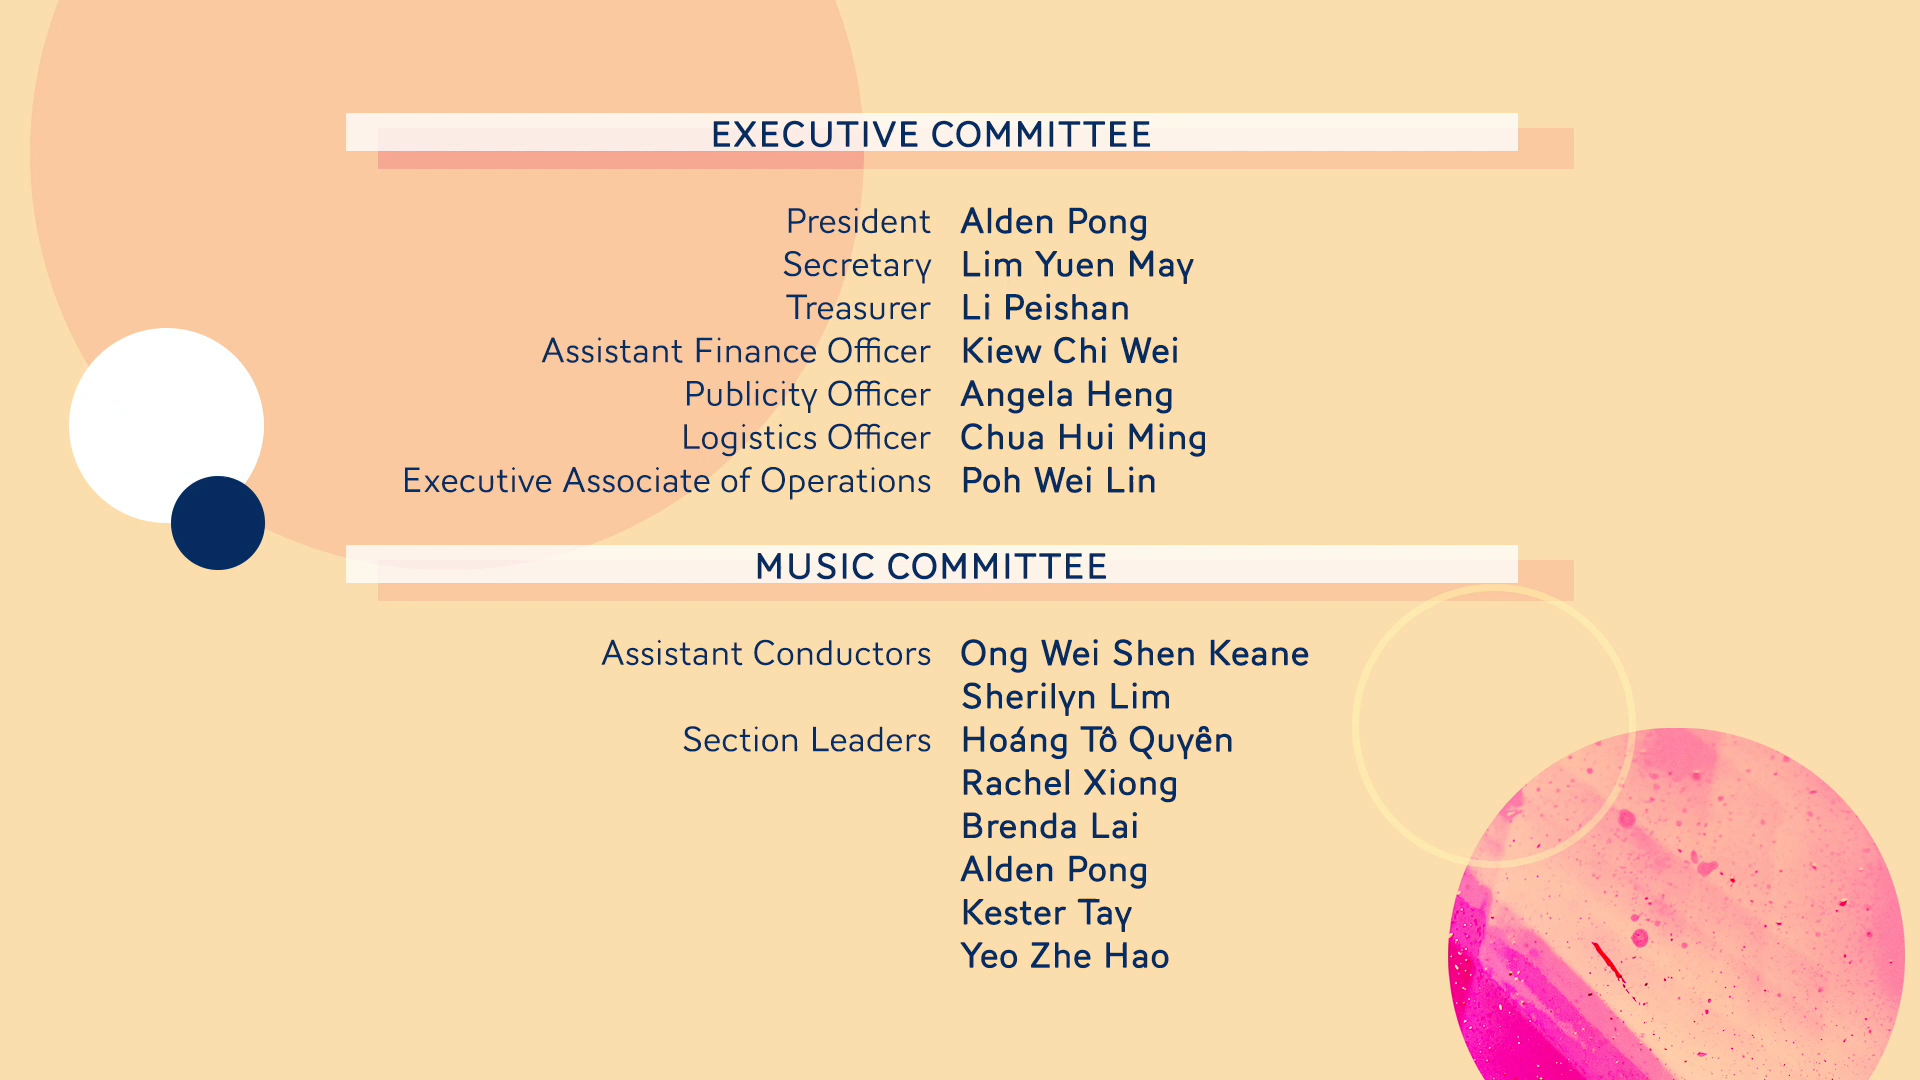 EXECUTIVE COMMITTEE
President Alden Pong
Secretary Lim Yuen May
Treasurer Li Peishan
Assistant Finance Officer Kiew Chi Wei
Publicity Officer Angela Heng
Logistics Officer Chua Hui Ming
Executive Associate of Operations Poh Wei Lin
MUSIC COMMITTEE
Assistant Conductors Ong Wei Shen Keane
Sherilyn Lim
Section Leaders Hoáng Tô Quyên
Rachel Xiong
Brenda Lai
Alden Pong
Kester Tay
Yeo Zhe Hao